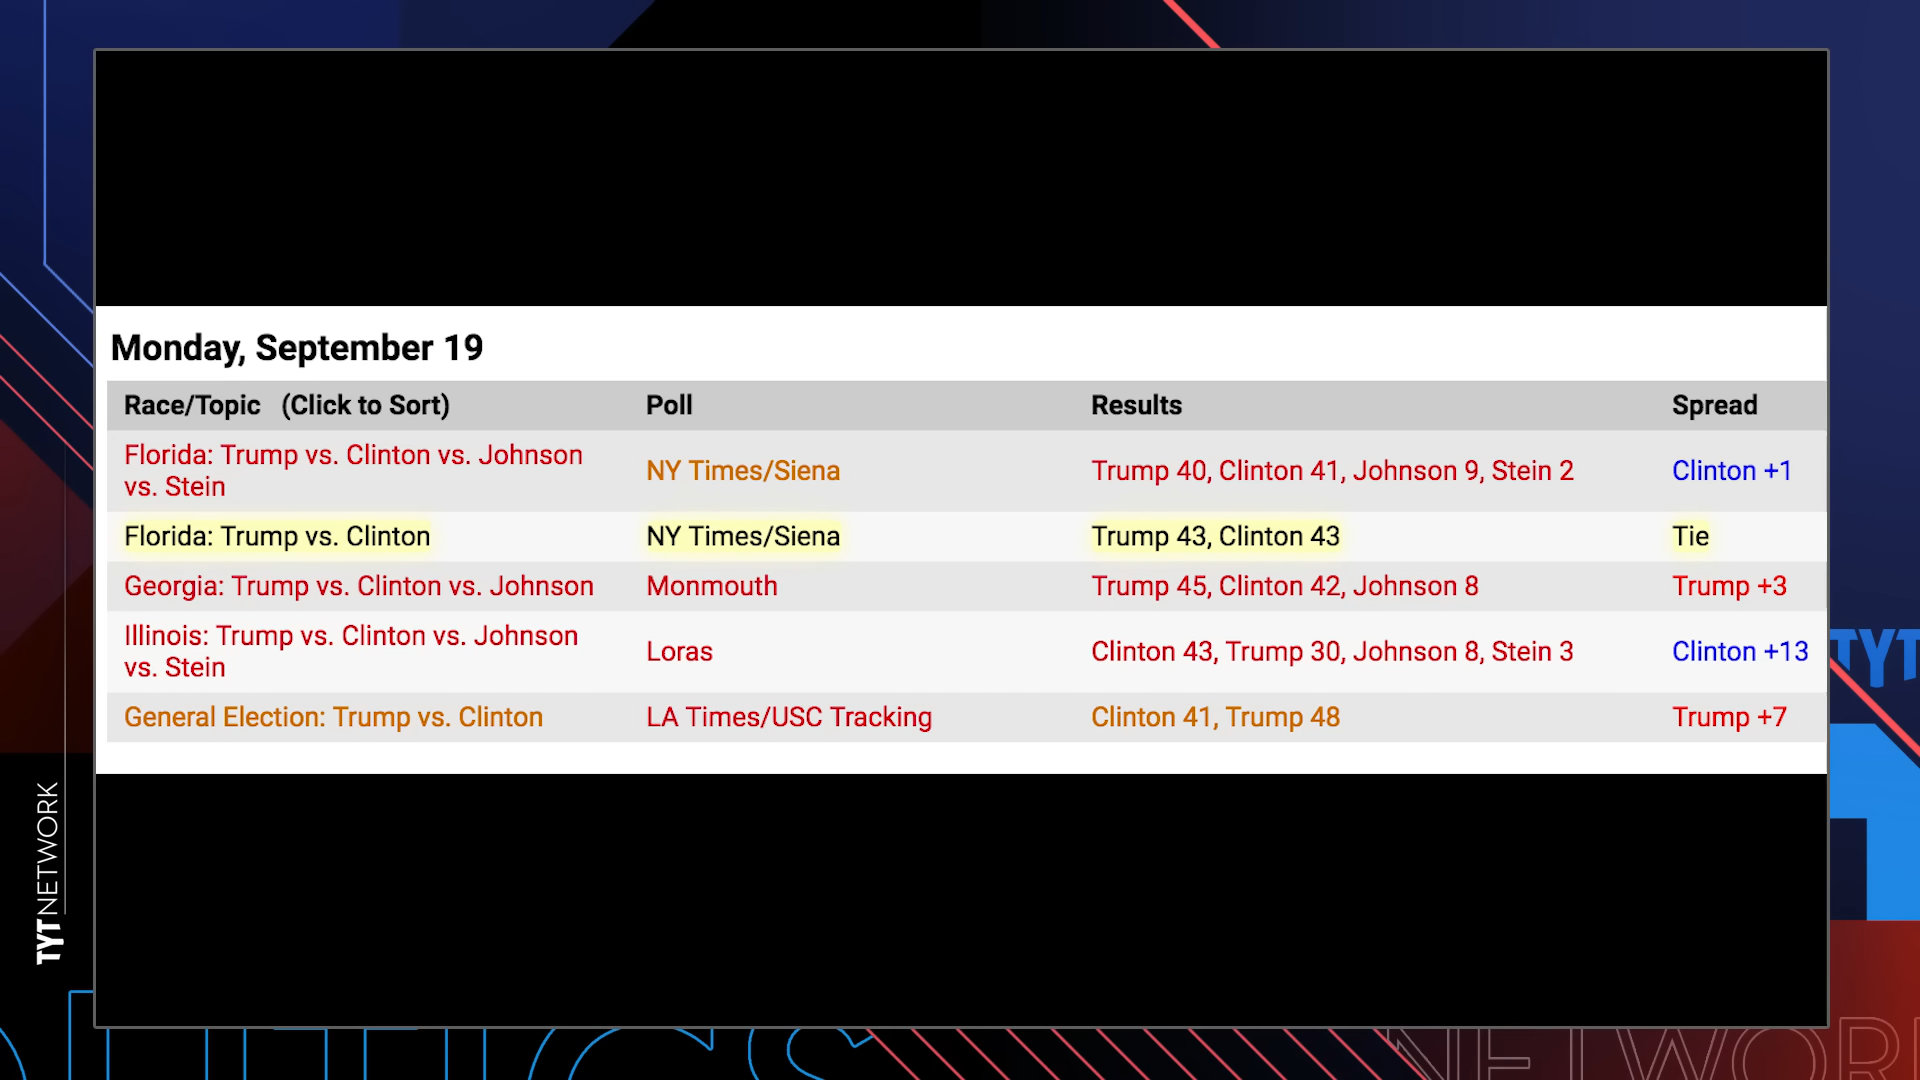 Monday, September 19
Race/Topic (Click to Sort) Poll Results Spread
Florida: Trump vs. Clinton vs. Johnson
vs. Stein
NY Times/Siena Trump 40, Clinton 41, Johnson 9, Stein 2 Clinton +1
Florida: Trump vs. Clinton NY Times/Siena Trump 43, Clinton 43 Tie
Georgia: Trump vs. Clinton vs. Johnson Monmouth Trump 45, Clinton 42, Johnson 8 Trump +3
Illinois: Trump vs. Clinton vs. Johnson
vs. Stein
Loras Clinton 43, Trump 30, Johnson 8, Stein 3 Clinton +13
General Election: Trump vs. Clinton LA Times/USC Tracking Clinton 41, Trump 48 Trump +7
TYTNETWORK
TYT
NETWORK